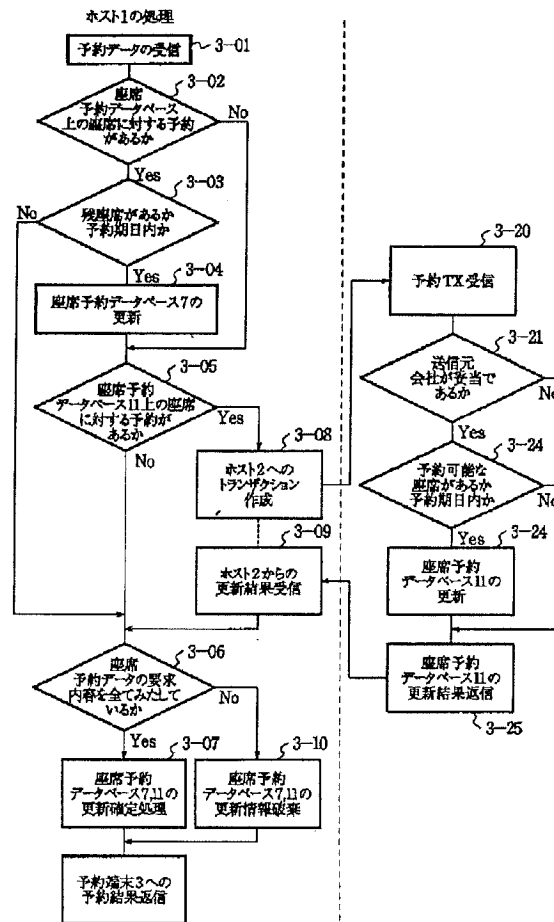 ホスト1の処理
予約データの受信
3-01
3-02
座席
予約データベース
上の座席に対する予約
があるか
No
Yes
3-03
No
残座席があるか
予約期日内か
Yes
3-04
座席予約データベース7の
更新
3-05
座席予約
データベース11上の座席
に対する予約が
あるか
Yes
No
3-08
ホスト2への
トランザクション
作成
3-09
ホスト2からの
更新結果受信
3-06
座席
予約データの要求
内容を全てみたして
いるか
No
Yes
3-07
座席予約
データベース7,11の
更新確定処理
3-10
座席予約
データベース7,11の
更新情報破棄
予約端末3への
予約結果返信
3-20
予約TX受信
3-21
送信元
会社が妥当で
あるか
No
Yes
3-24
予約可能な
座席があるか
予約期日内か
No
Yes
3-24
座席予約
データベース11の
更新
座席予約
データベース11の
更新結果返信
3-25